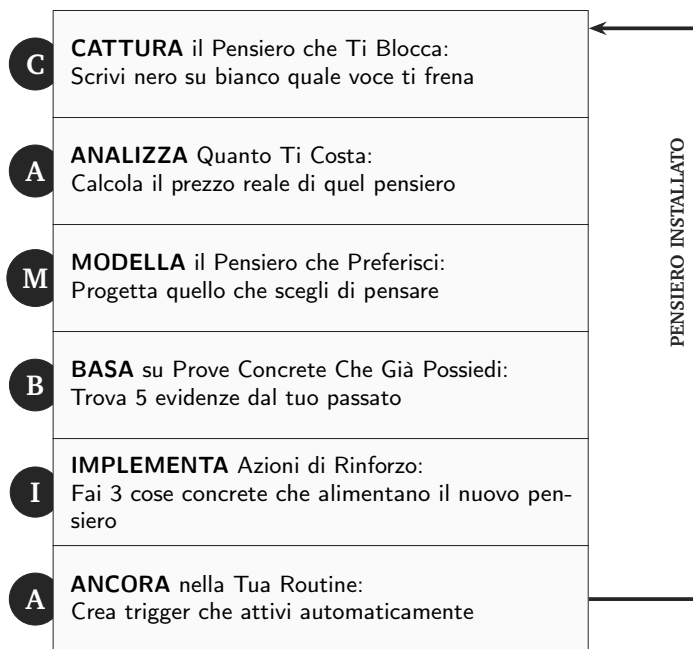 C
CATTURA il Pensiero che Ti Blocca:
Scrivi nero su bianco quale voce ti frena
A
ANALIZZA Quanto Ti Costa:
Calcola il prezzo reale di quel pensiero
M
MODELLA il Pensiero che Preferisci:
Progetta quello che scegli di pensare
B
BASA su Prove Concrete Che Già Possiedi:
Trova 5 evidenze dal tuo passato
I
IMPLEMENTA Azioni di Rinforzo:
Fai 3 cose concrete che alimentano il nuovo pen-
siero
A
ANCORA nella Tua Routine:
Crea trigger che attivi automaticamente
PENSIERO INSTALLATO